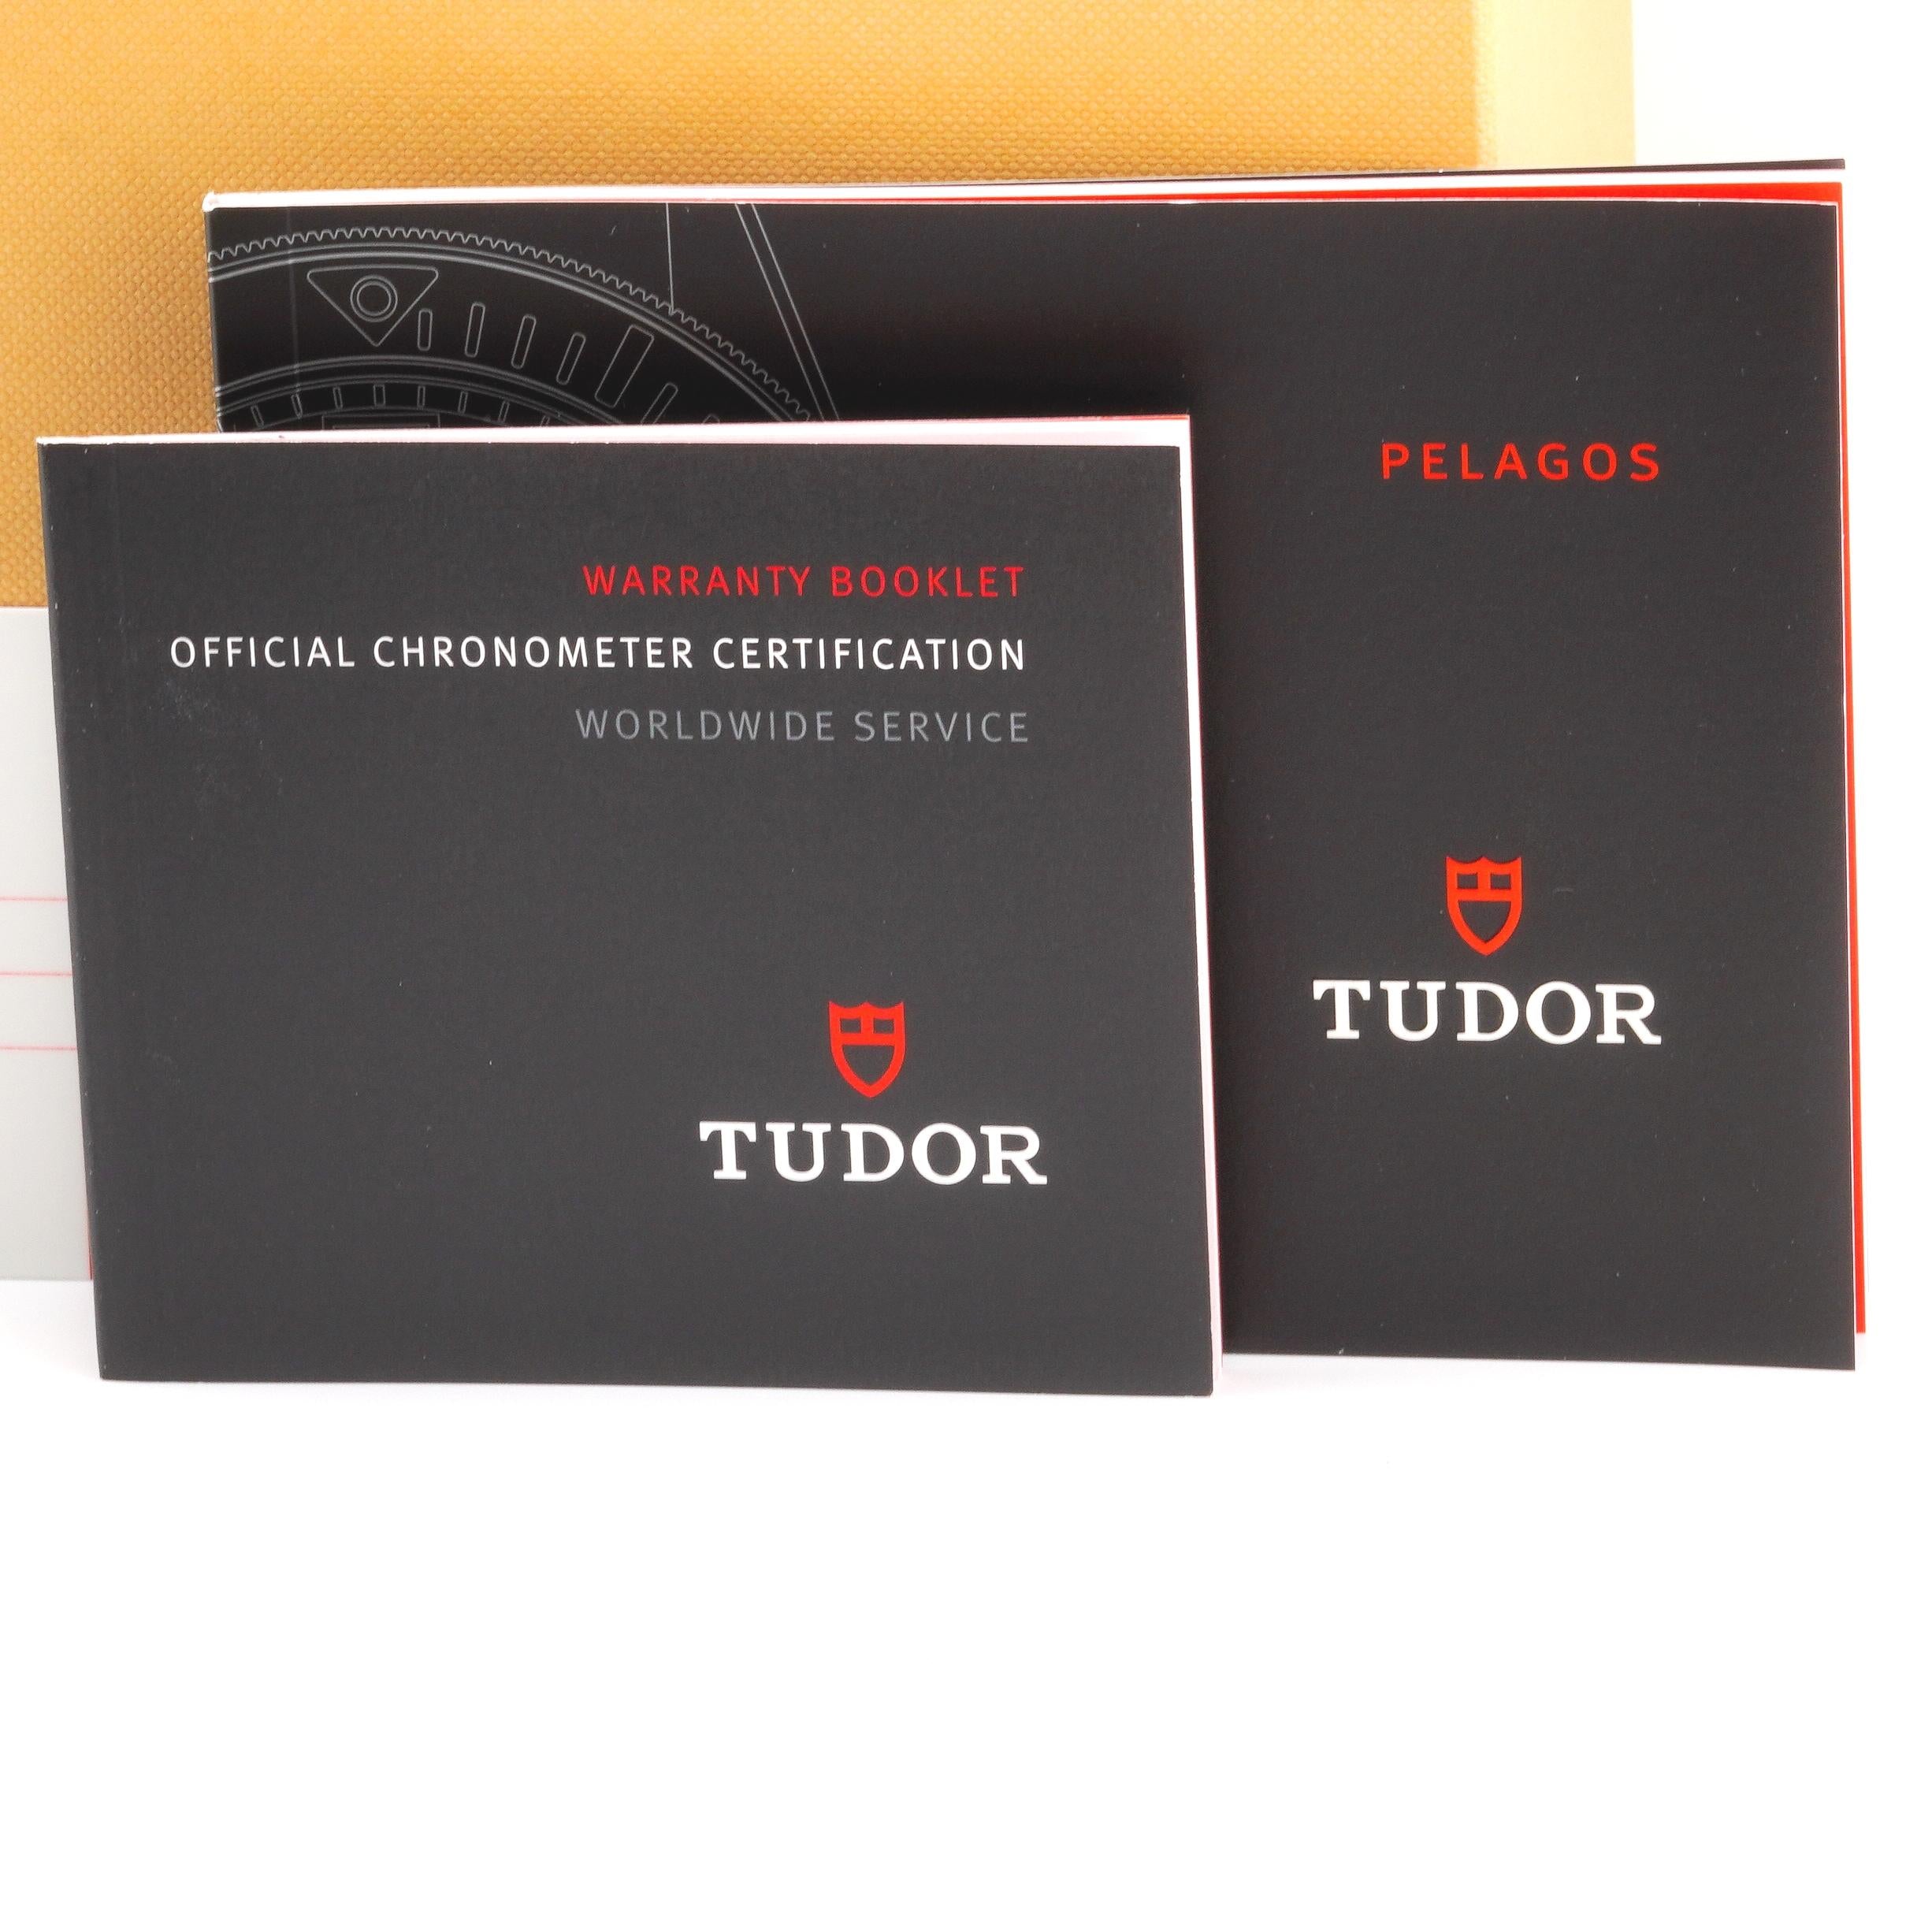 PELAGOS
TUDOR
WARRANTY BOOKLET
OFFICIAL CHRONOMETER CERTIFICATION
WORLDWIDE SERVICE
TUDOR